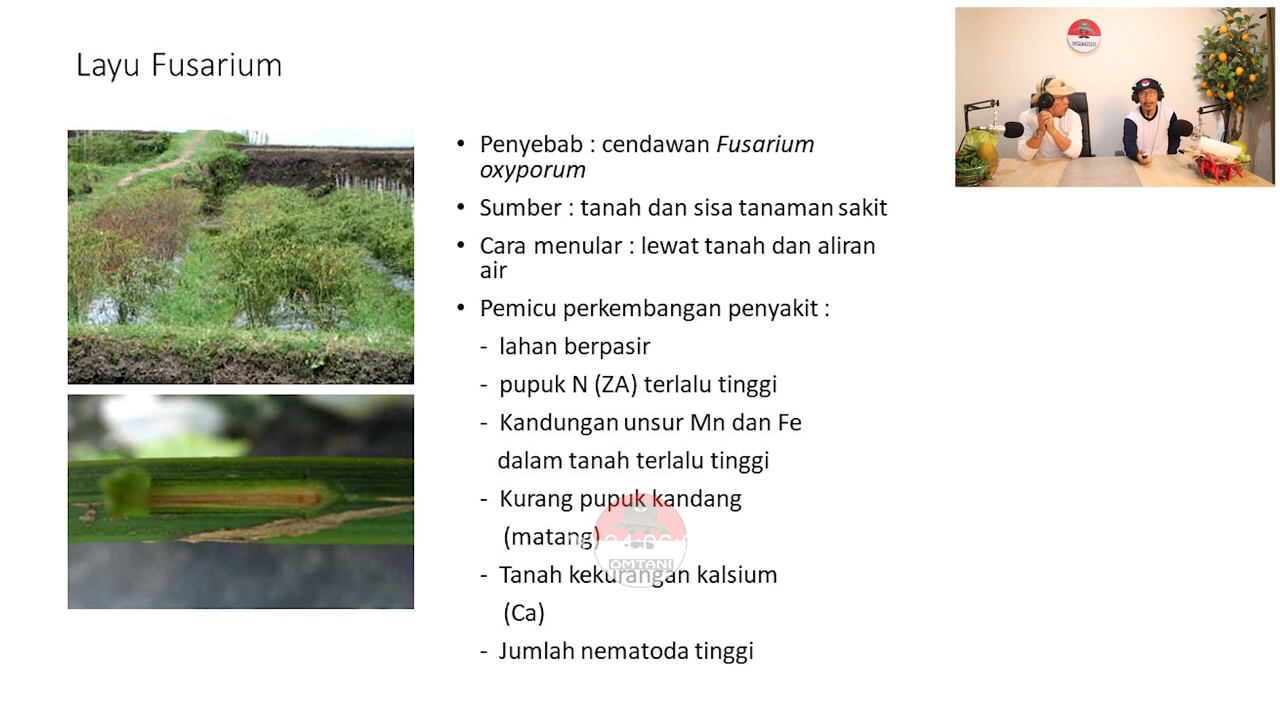 Layu Fusarium
OMTANI
• Penyebab : cendawan Fusarium
oxyporum
• Sumber : tanah dan sisa tanaman sakit
• Cara menular : lewat tanah dan aliran
air
• Pemicu perkembangan penyakit :
- lahan berpasir
- pupuk N (ZA) terlalu tinggi
- Kandungan unsur Mn dan Fe
dalam tanah terlalu tinggi
- Kurang pupuk kandang
(matang)
OMTANI
- Tanah kekurangan kalsium
(Ca)
- Jumlah nematoda tinggi